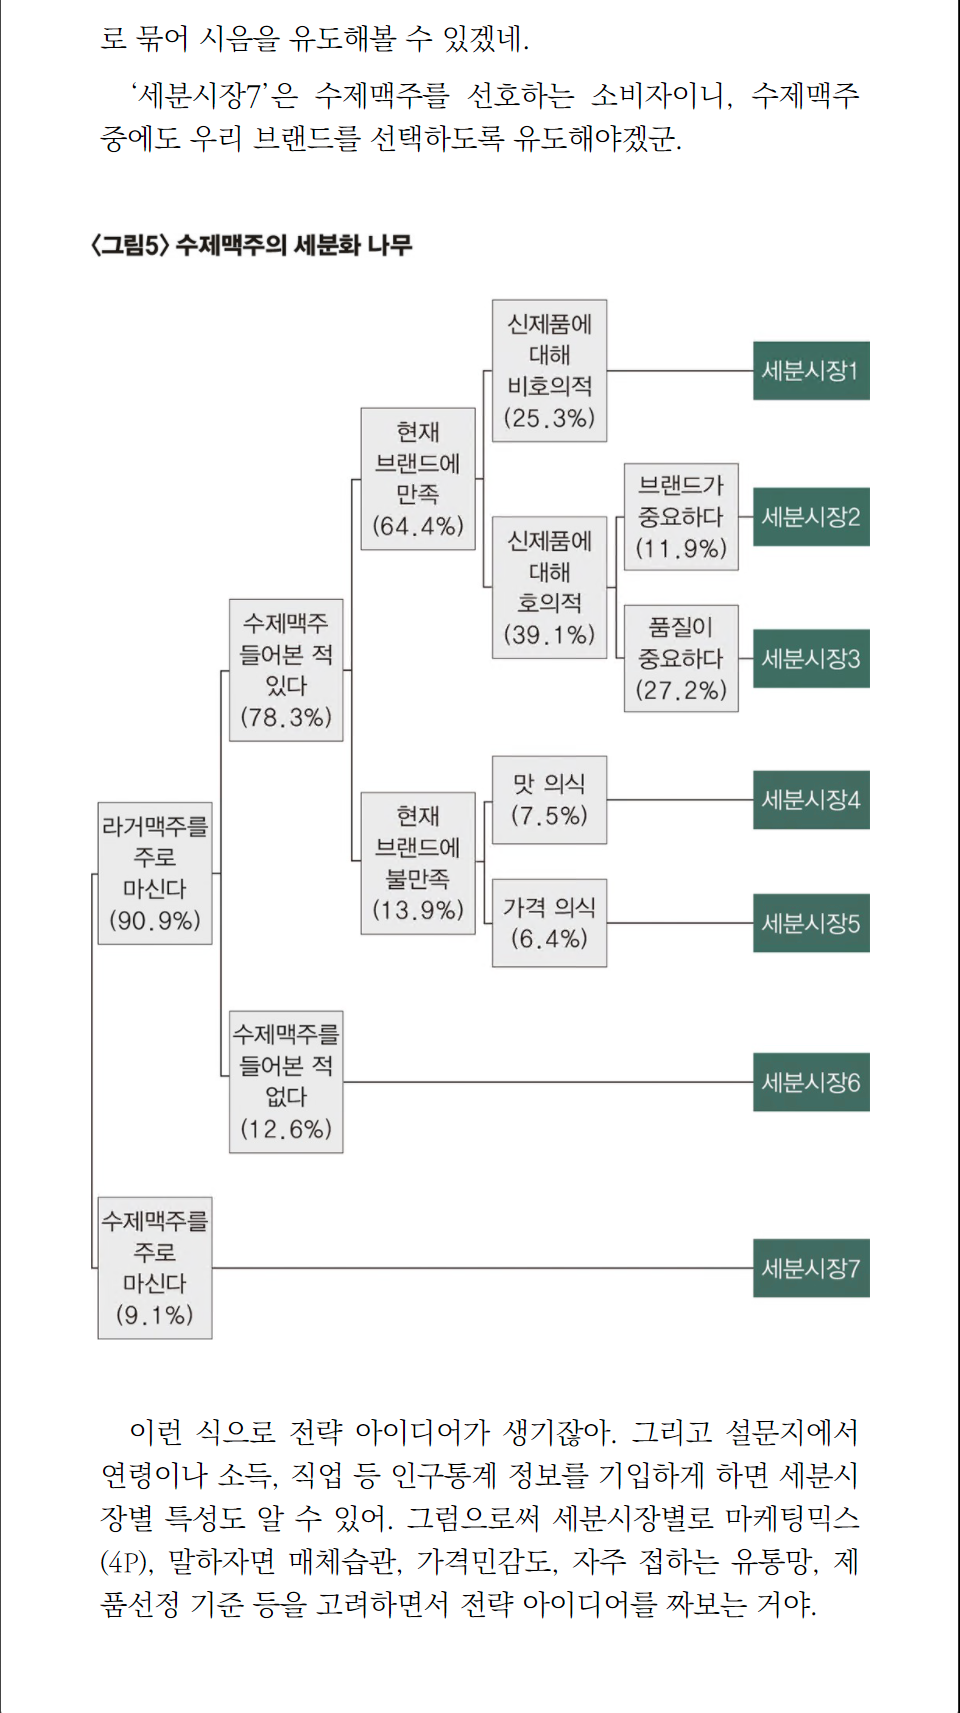 로 묶어 시음을 유도해볼 수 있겠네.
‘세분시장7’은 수제맥주를 선호하는 소비자이니, 수제맥주
중에도 우리 브랜드를 선택하도록 유도해야겠군.
〈그림5〉 수제맥주의 세분화 나무
신제품에
대해
비호의적
(25.3%)
세분시장1
현재
브랜드에
만족
(64.4%)
브랜드가
중요하다
(11.9%)
세분시장2
신제품에
대해
호의적
(39.1%)
품질이
중요하다
(27.2%)
세분시장3
수제맥주
들어본 적
있다
(78.3%)
맛 의식
(7.5%)
세분시장4
라거맥주를
주로
마신다
(90.9%)
현재
브랜드에
불만족
(13.9%)
가격 의식
(6.4%)
세분시장5
수제맥주를
들어본 적
없다
(12.6%)
세분시장6
수제맥주를
주로
마신다
(9.1%)
세분시장7
이런 식으로 전략 아이디어가 생기잖아. 그리고 설문지에서
연령이나 소득, 직업 등 인구통계 정보를 기입하게 하면 세분시
장별 특성도 알 수 있어. 그럼으로써 세분시장별로 마케팅믹스
(4P), 말하자면 매체습관, 가격민감도, 자주 접하는 유통망, 제
품선정 기준 등을 고려하면서 전략 아이디어를 짜보는 거야.